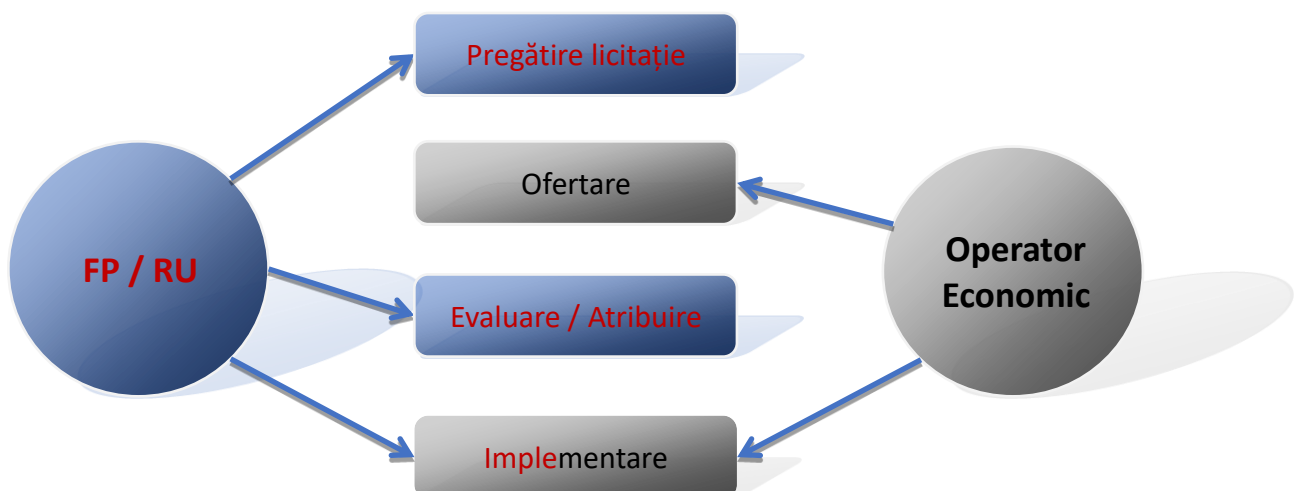 Pregătire licitație
Ofertare
FP / RU
Operator
Economic
Evaluare / Atribuire
Implementare